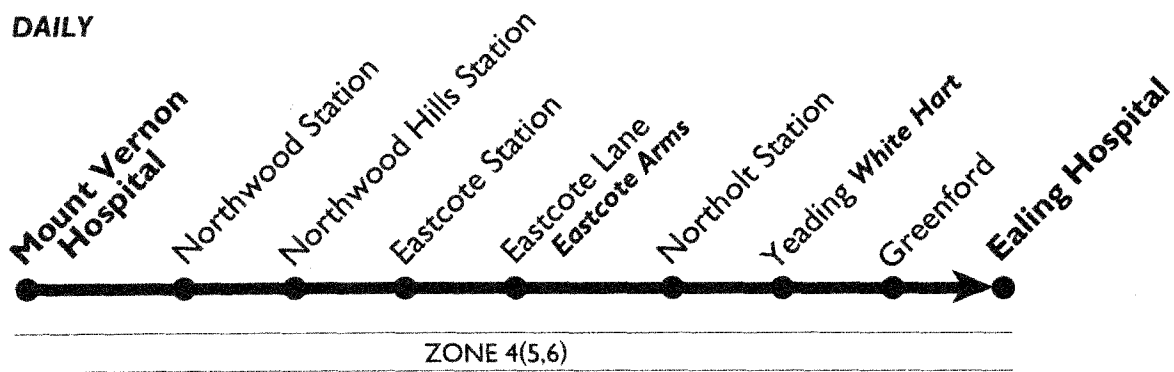 DAILY
Mount Vernon
Hospital
Northwood Station
Northwood Hills Station
Eastcote Station
Eastcote Lane
Eastcote Arms
Northolt Station
Yeading White Hart
Greenford
Ealing Hospital
ZONE 4(5,6)